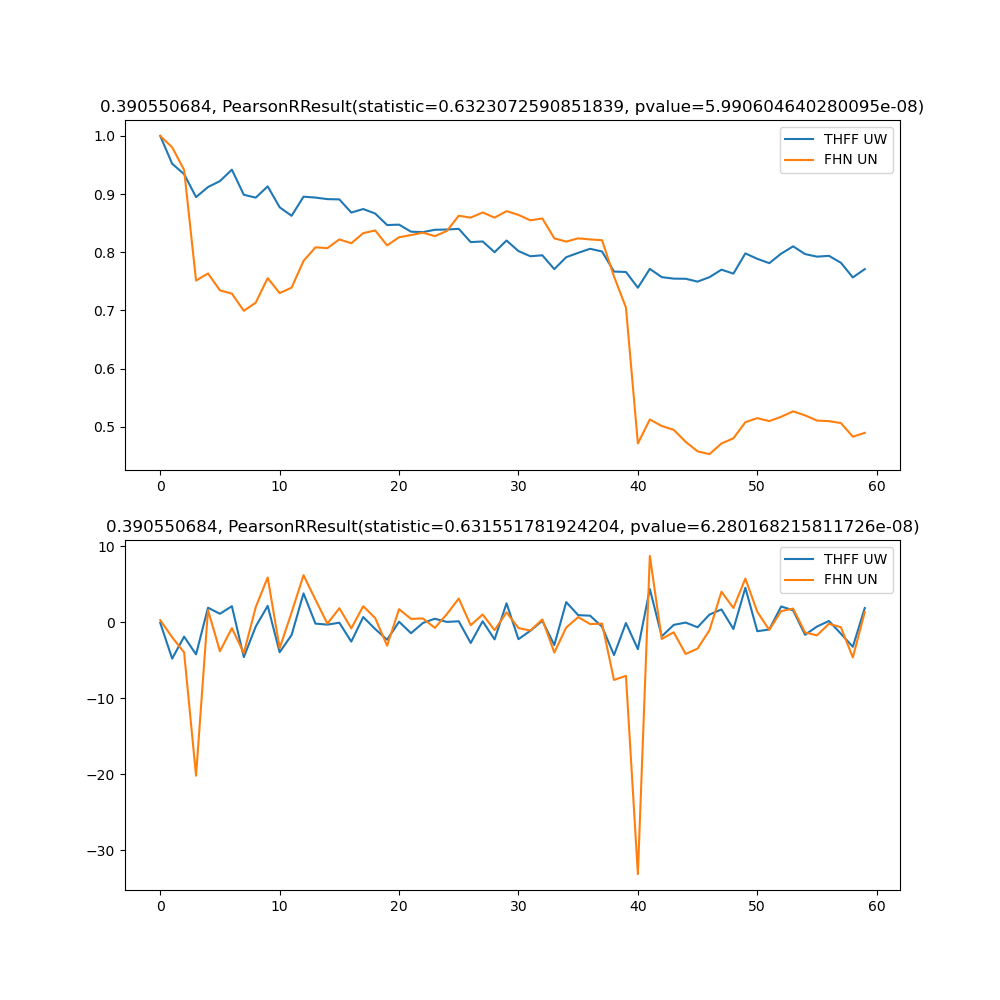 0.390550684, PearsonRResult(statistic=0.6323072590851839, pvalue=5.990604640280095e-08)
THFF UW
FHN UN
1.0
0.9
0.8
0.7
0.6
0.5
0 10 20 30 40 50 60
0.390550684, PearsonRResult(statistic=0.631551781924204, pvalue=6.280168215811726e-08)
THFF UW
FHN UN
10
0
−10
−20
−30
0 10 20 30 40 50 60